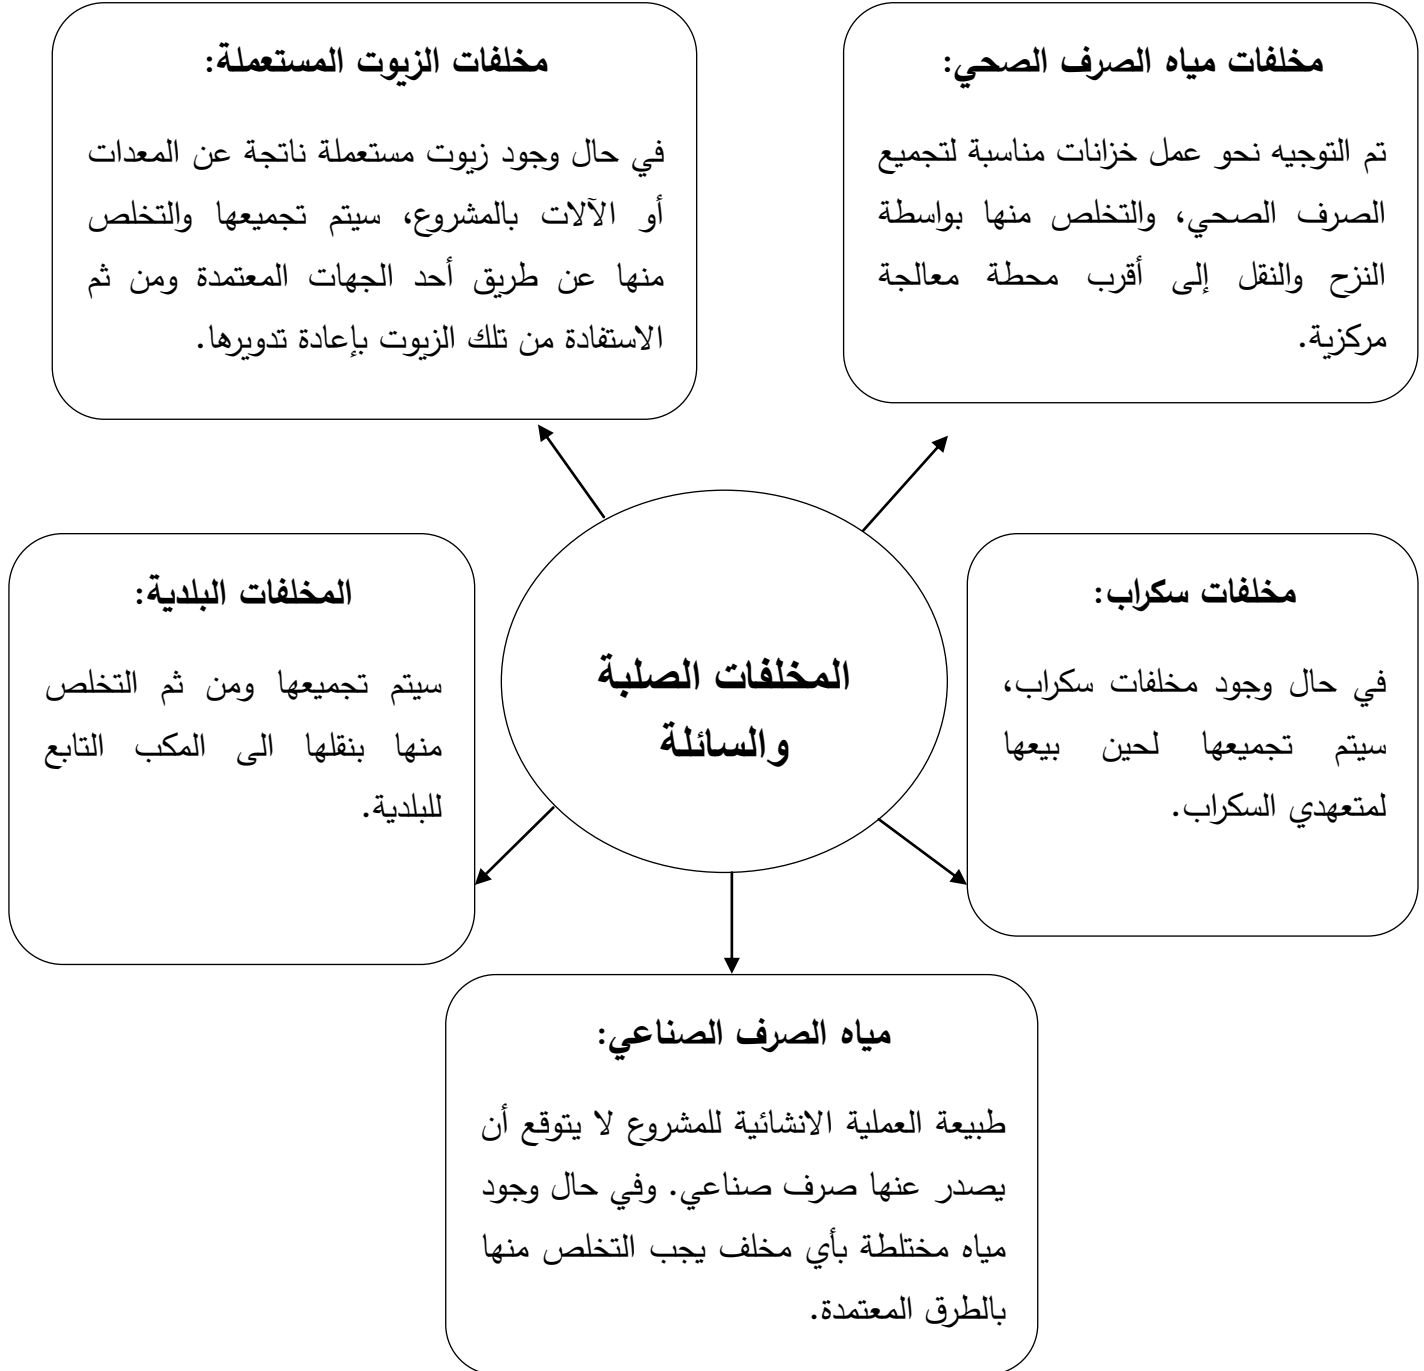 مخلفات مياه الصرف الصحي:
تم التوجيه نحو عمل خزانات مناسبة لتجميع
الصرف الصحي، والتخلص منها بواسطة
النزح والنقل إلى أقرب محطة معالجة
مركزية.
مخلفات الزيوت المستعملة:
في حال وجود زيوت مستعملة ناتجة عن المعدات
أو الآلات بالمشروع، سيتم تجميعها والتخلص
منها عن طريق أحد الجهات المعتمدة ومن ثم
الاستفادة من تلك الزيوت بإعادة تدويرها.
المخلفات الصلبة
والسائلة
مخلفات سكراب:
في حال وجود مخلفات سكراب،
سيتم تجميعها لحين بيعها
لمتعهدي السكراب.
المخلفات البلدية:
سيتم تجميعها ومن ثم التخلص
منها بنقلها الى المكب التابع
للبلدية.
مياه الصرف الصناعي:
طبيعة العملية الانشائية للمشروع لا يتوقع أن
يصدر عنها صرف صناعي. وفي حال وجود
مياه مختلطة بأي مخلف يجب التخلص منها
بالطرق المعتمدة.